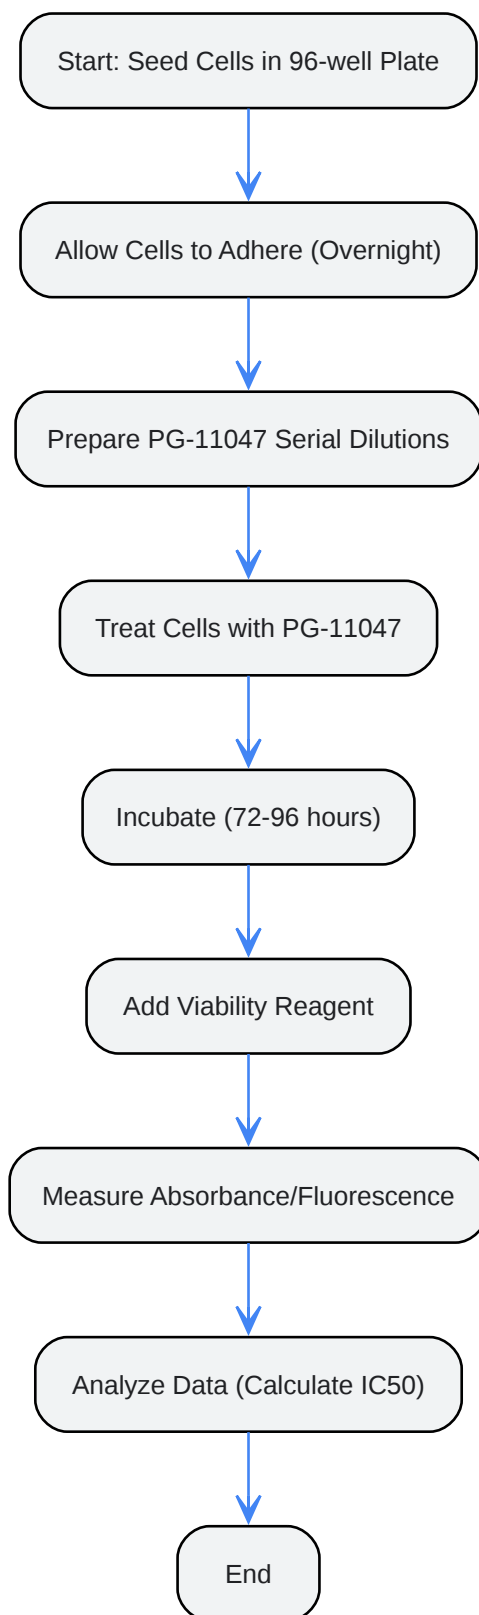 Start: Seed Cells in 96-well Plate
Allow Cells to Adhere (Overnight)
Prepare PG-11047 Serial Dilutions
Treat Cells with PG-11047
Incubate (72-96 hours)
Add Viability Reagent
Measure Absorbance/Fluorescence
Analyze Data (Calculate IC50)
End